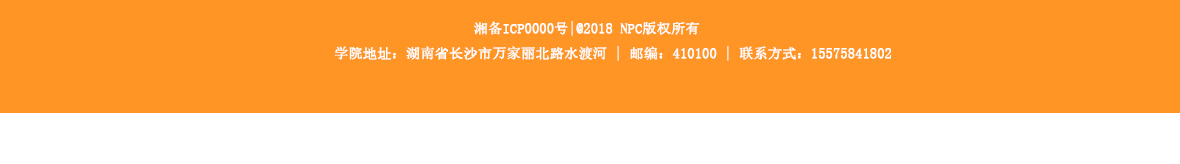 湘备ICP0000号|@2018 NPC版权所有
学院地址：湖南省长沙市万家丽北路水渡河 | 邮编：410100 | 联系方式：15575841802